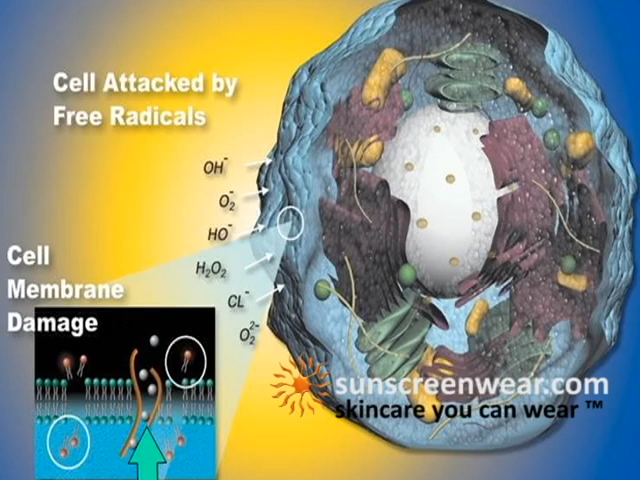 Cell Attacked by
Free Radicals
OH⁻
O₂⁻
HO⁻
H₂O₂
CL⁻
O₂²⁻
Cell
Membrane
Damage
sunscreenwear.com
skincare you can wear ™